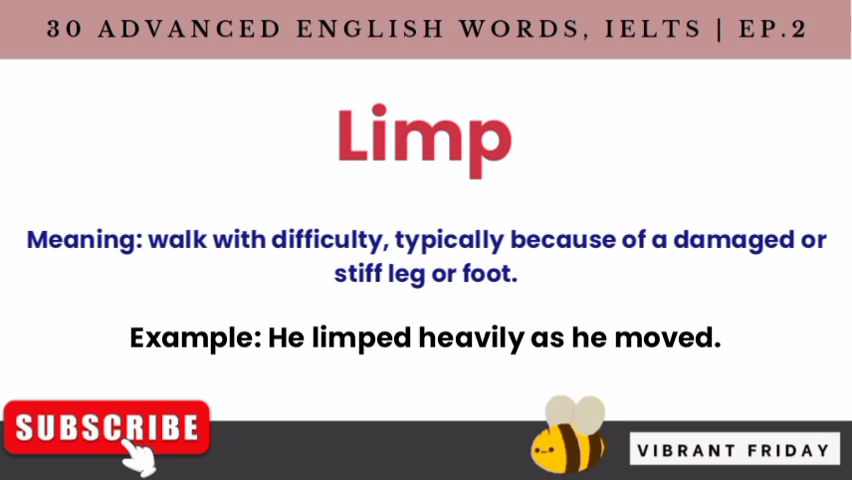 30 ADVANCED ENGLISH WORDS, IELTS | EP.2
Limp
Meaning: walk with difficulty, typically because of a damaged or
stiff leg or foot.
Example: He limped heavily as he moved.
SUBSCRIBE
VIBRANT FRIDAY